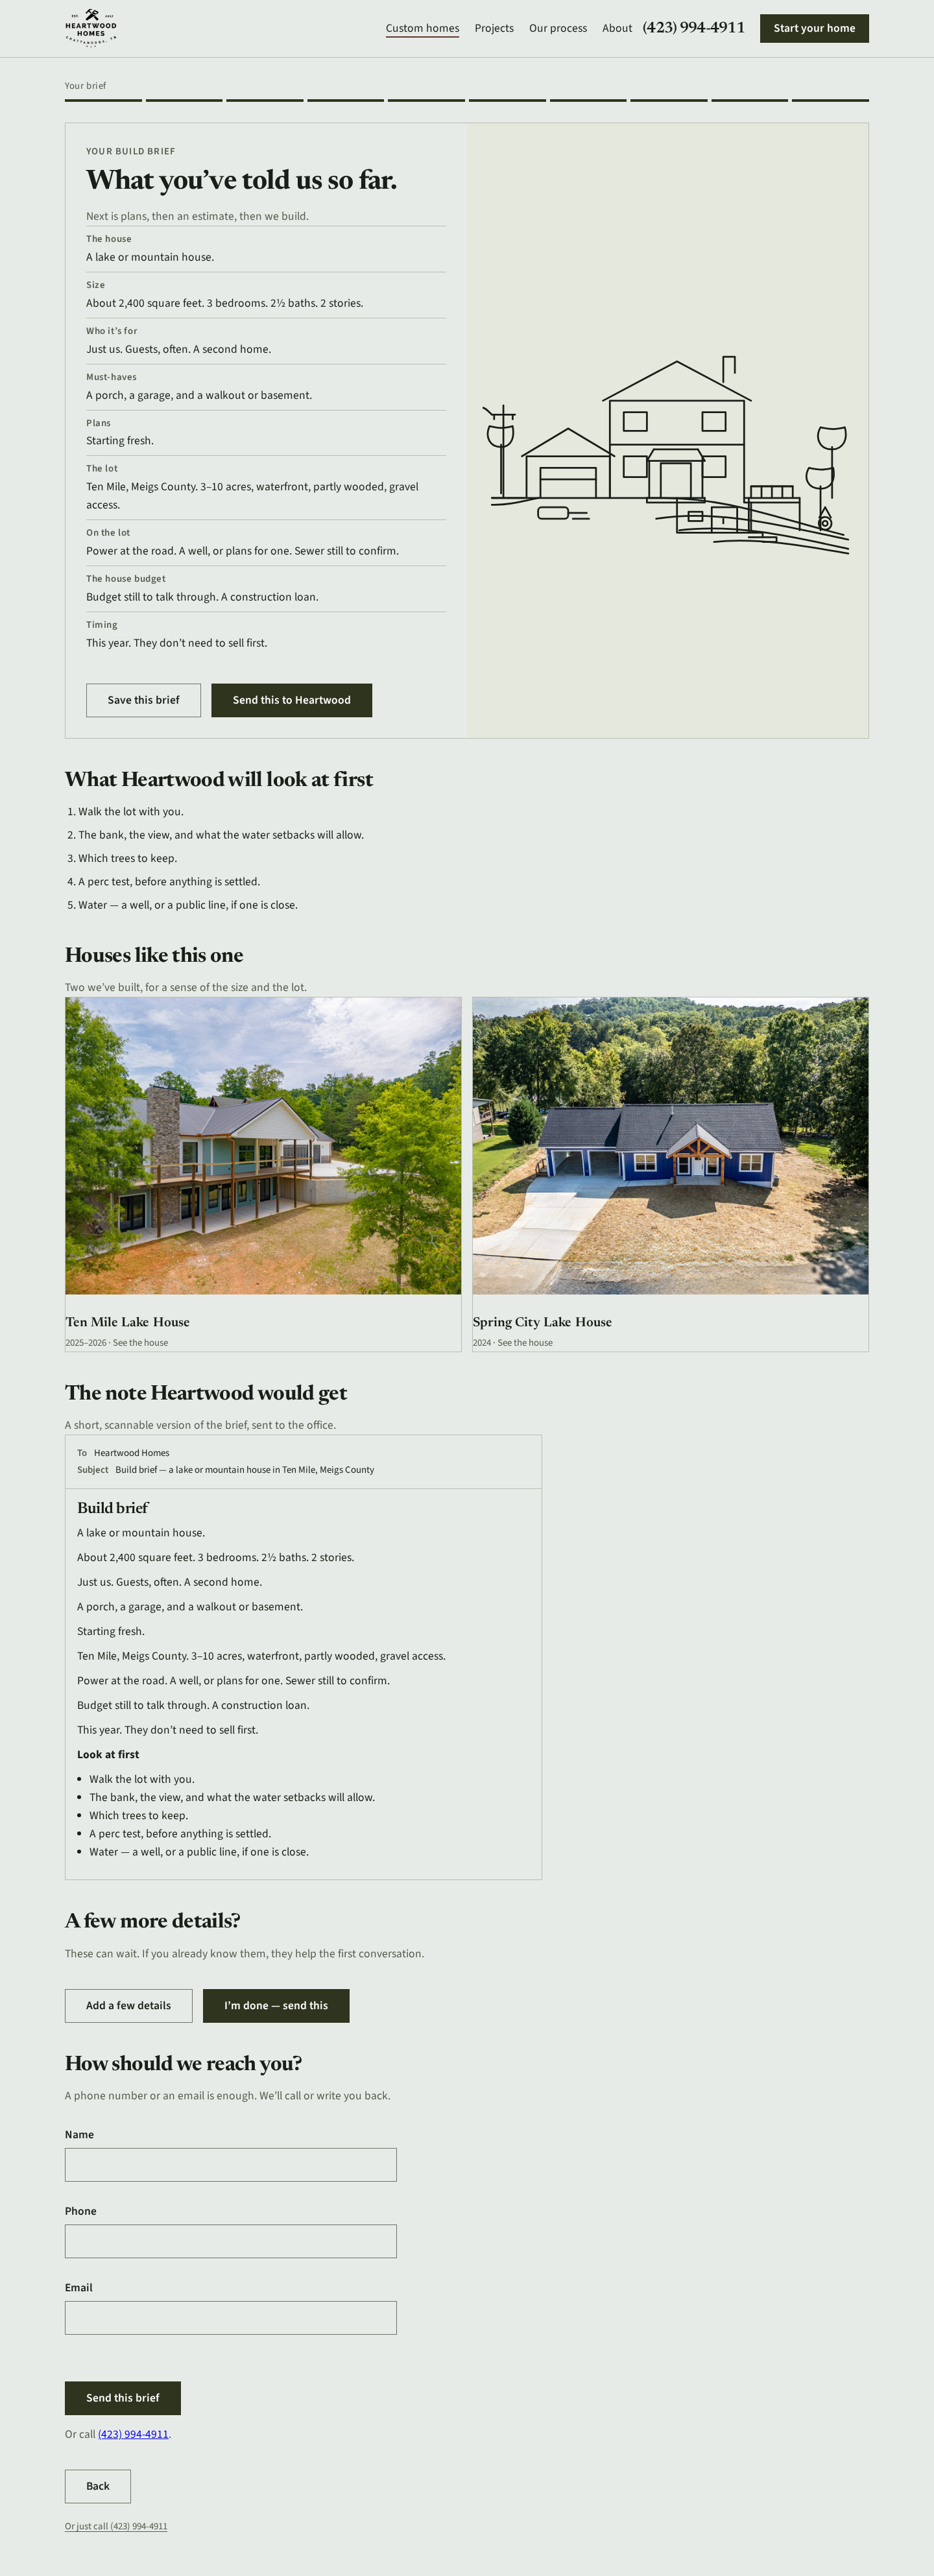 EST. 2017
HEARTWOOD
HOMES
CHATTANOOGA, TN
Custom homes
Projects
Our process
About
(423) 994-4911
Start your home
Your brief
YOUR BUILD BRIEF
What you’ve told us so far.
Next is plans, then an estimate, then we build.
The house
A lake or mountain house.
Size
About 2,400 square feet. 3 bedrooms. 2½ baths. 2 stories.
Who it’s for
Just us. Guests, often. A second home.
Must-haves
A porch, a garage, and a walkout or basement.
Plans
Starting fresh.
The lot
Ten Mile, Meigs County. 3–10 acres, waterfront, partly wooded, gravel
access.
On the lot
Power at the road. A well, or plans for one. Sewer still to confirm.
The house budget
Budget still to talk through. A construction loan.
Timing
This year. They don’t need to sell first.
Save this brief
Send this to Heartwood
What Heartwood will look at first
1. Walk the lot with you.
2. The bank, the view, and what the water setbacks will allow.
3. Which trees to keep.
4. A perc test, before anything is settled.
5. Water — a well, or a public line, if one is close.
Houses like this one
Two we’ve built, for a sense of the size and the lot.
Ten Mile Lake House
2025–2026 · See the house
Spring City Lake House
2024 · See the house
The note Heartwood would get
A short, scannable version of the brief, sent to the office.
To Heartwood Homes
Subject Build brief — a lake or mountain house in Ten Mile, Meigs County
Build brief
A lake or mountain house.
About 2,400 square feet. 3 bedrooms. 2½ baths. 2 stories.
Just us. Guests, often. A second home.
A porch, a garage, and a walkout or basement.
Starting fresh.
Ten Mile, Meigs County. 3–10 acres, waterfront, partly wooded, gravel access.
Power at the road. A well, or plans for one. Sewer still to confirm.
Budget still to talk through. A construction loan.
This year. They don’t need to sell first.
Look at first
• Walk the lot with you.
• The bank, the view, and what the water setbacks will allow.
• Which trees to keep.
• A perc test, before anything is settled.
• Water — a well, or a public line, if one is close.
A few more details?
These can wait. If you already know them, they help the first conversation.
Add a few details
I’m done — send this
How should we reach you?
A phone number or an email is enough. We’ll call or write you back.
Name
Phone
Email
Send this brief
Or call (423) 994-4911.
Back
Or just call (423) 994-4911